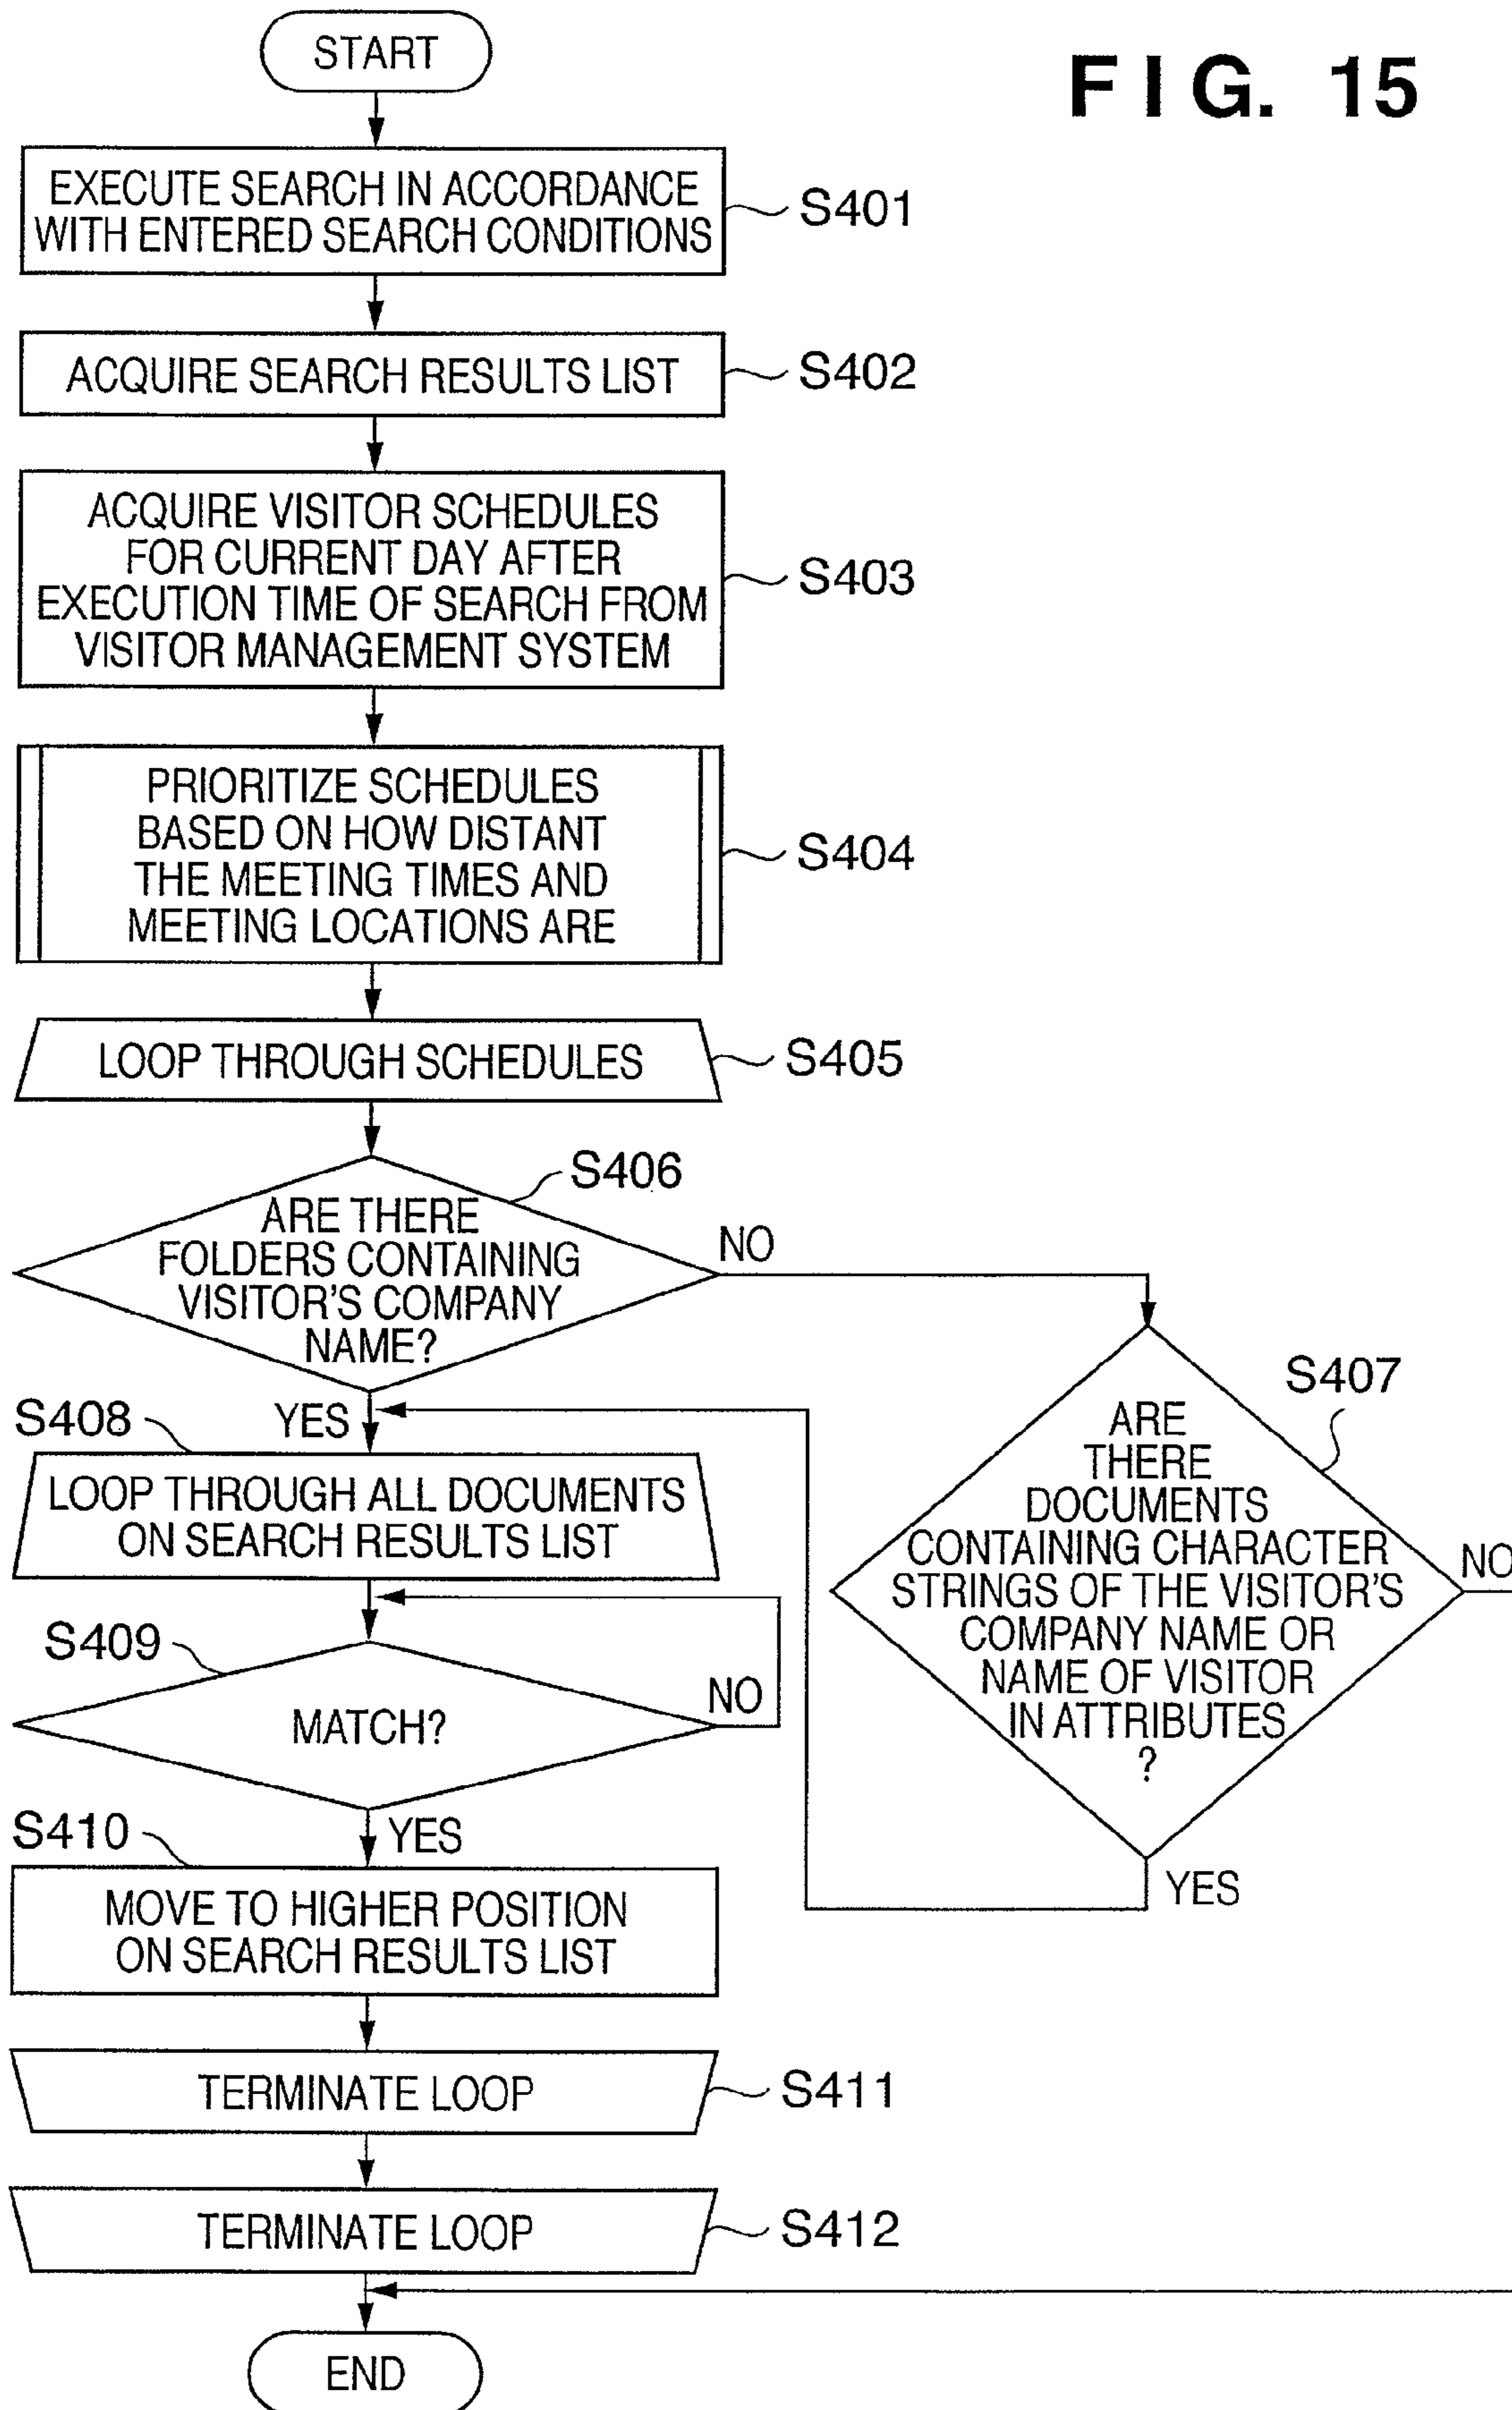 START
FIG. 15
EXECUTE SEARCH IN ACCORDANCE
WITH ENTERED SEARCH CONDITIONS
S401
ACQUIRE SEARCH RESULTS LIST
S402
ACQUIRE VISITOR SCHEDULES
FOR CURRENT DAY AFTER
EXECUTION TIME OF SEARCH FROM
VISITOR MANAGEMENT SYSTEM
S403
PRIORITIZE SCHEDULES
BASED ON HOW DISTANT
THE MEETING TIMES AND
MEETING LOCATIONS ARE
S404
LOOP THROUGH SCHEDULES
S405
S406
ARE THERE
FOLDERS CONTAINING
VISITOR'S COMPANY
NAME?
NO
YES
S407
ARE
THERE
DOCUMENTS
CONTAINING CHARACTER
STRINGS OF THE VISITOR'S
COMPANY NAME OR
NAME OF VISITOR
IN ATTRIBUTES
?
NO
YES
S408
LOOP THROUGH ALL DOCUMENTS
ON SEARCH RESULTS LIST
S409
MATCH?
NO
YES
S410
MOVE TO HIGHER POSITION
ON SEARCH RESULTS LIST
TERMINATE LOOP
S411
TERMINATE LOOP
S412
END